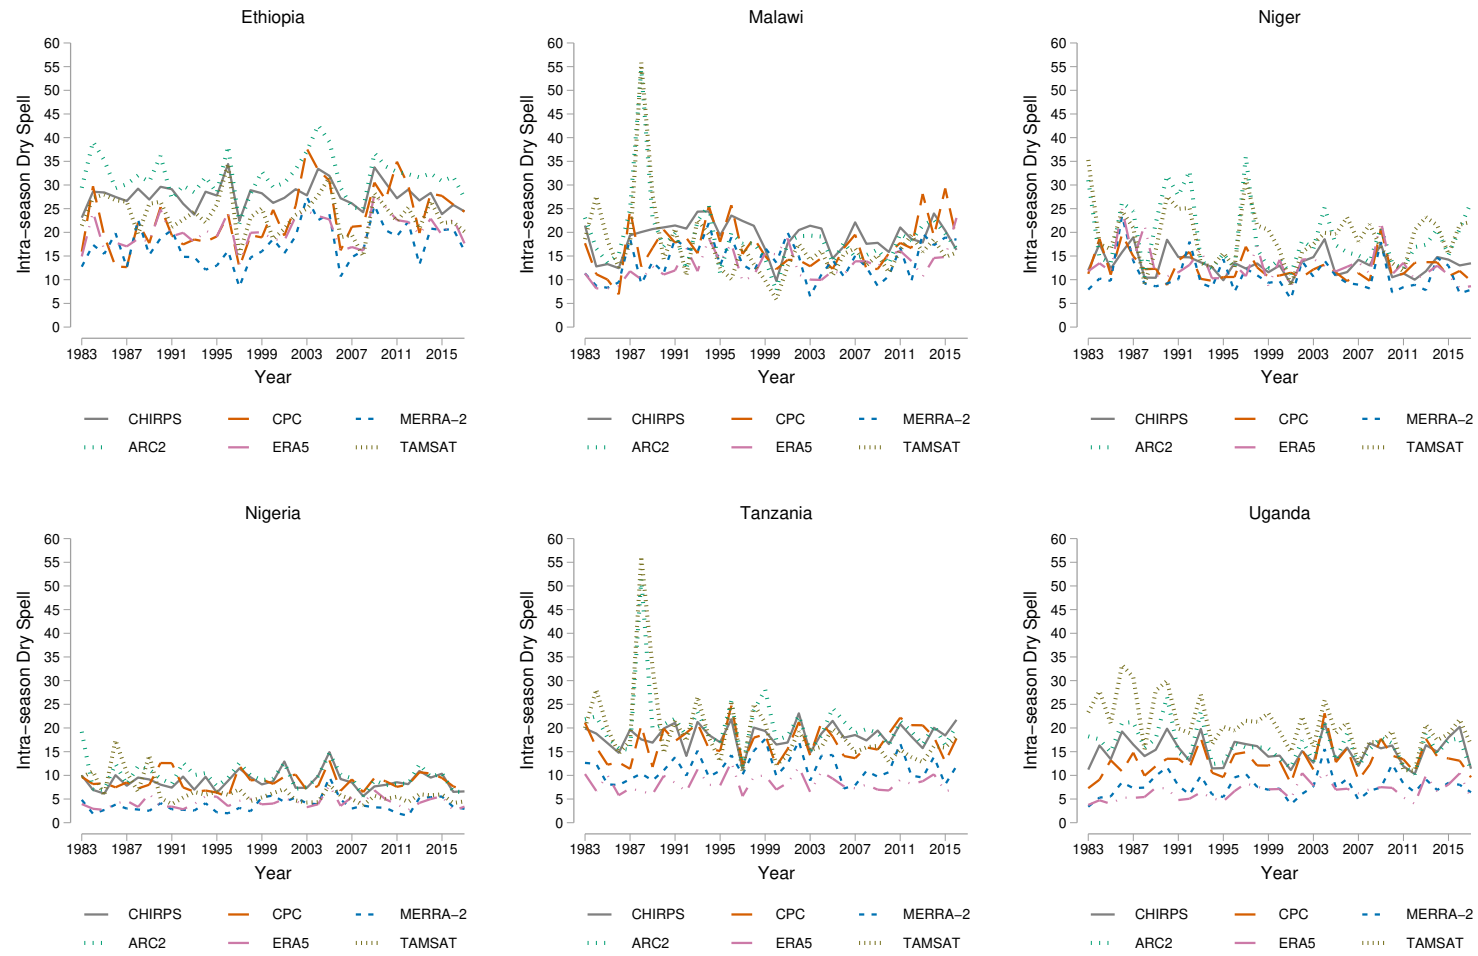 Ethiopia
Intra−season Dry Spell
60
55
50
45
40
35
30
25
20
15
10
5
0
1983 1987 1991 1995 1999 2003 2007 2011 2015
Year
CHIRPS CPC MERRA−2
ARC2 ERA5 TAMSAT
Malawi
Intra−season Dry Spell
60
55
50
45
40
35
30
25
20
15
10
5
0
1983 1987 1991 1995 1999 2003 2007 2011 2015
Year
CHIRPS CPC MERRA−2
ARC2 ERA5 TAMSAT
Niger
Intra−season Dry Spell
60
55
50
45
40
35
30
25
20
15
10
5
0
1983 1987 1991 1995 1999 2003 2007 2011 2015
Year
CHIRPS CPC MERRA−2
ARC2 ERA5 TAMSAT
Nigeria
Intra−season Dry Spell
60
55
50
45
40
35
30
25
20
15
10
5
0
1983 1987 1991 1995 1999 2003 2007 2011 2015
Year
CHIRPS CPC MERRA−2
ARC2 ERA5 TAMSAT
Tanzania
Intra−season Dry Spell
60
55
50
45
40
35
30
25
20
15
10
5
0
1983 1987 1991 1995 1999 2003 2007 2011 2015
Year
CHIRPS CPC MERRA−2
ARC2 ERA5 TAMSAT
Uganda
Intra−season Dry Spell
60
55
50
45
40
35
30
25
20
15
10
5
0
1983 1987 1991 1995 1999 2003 2007 2011 2015
Year
CHIRPS CPC MERRA−2
ARC2 ERA5 TAMSAT